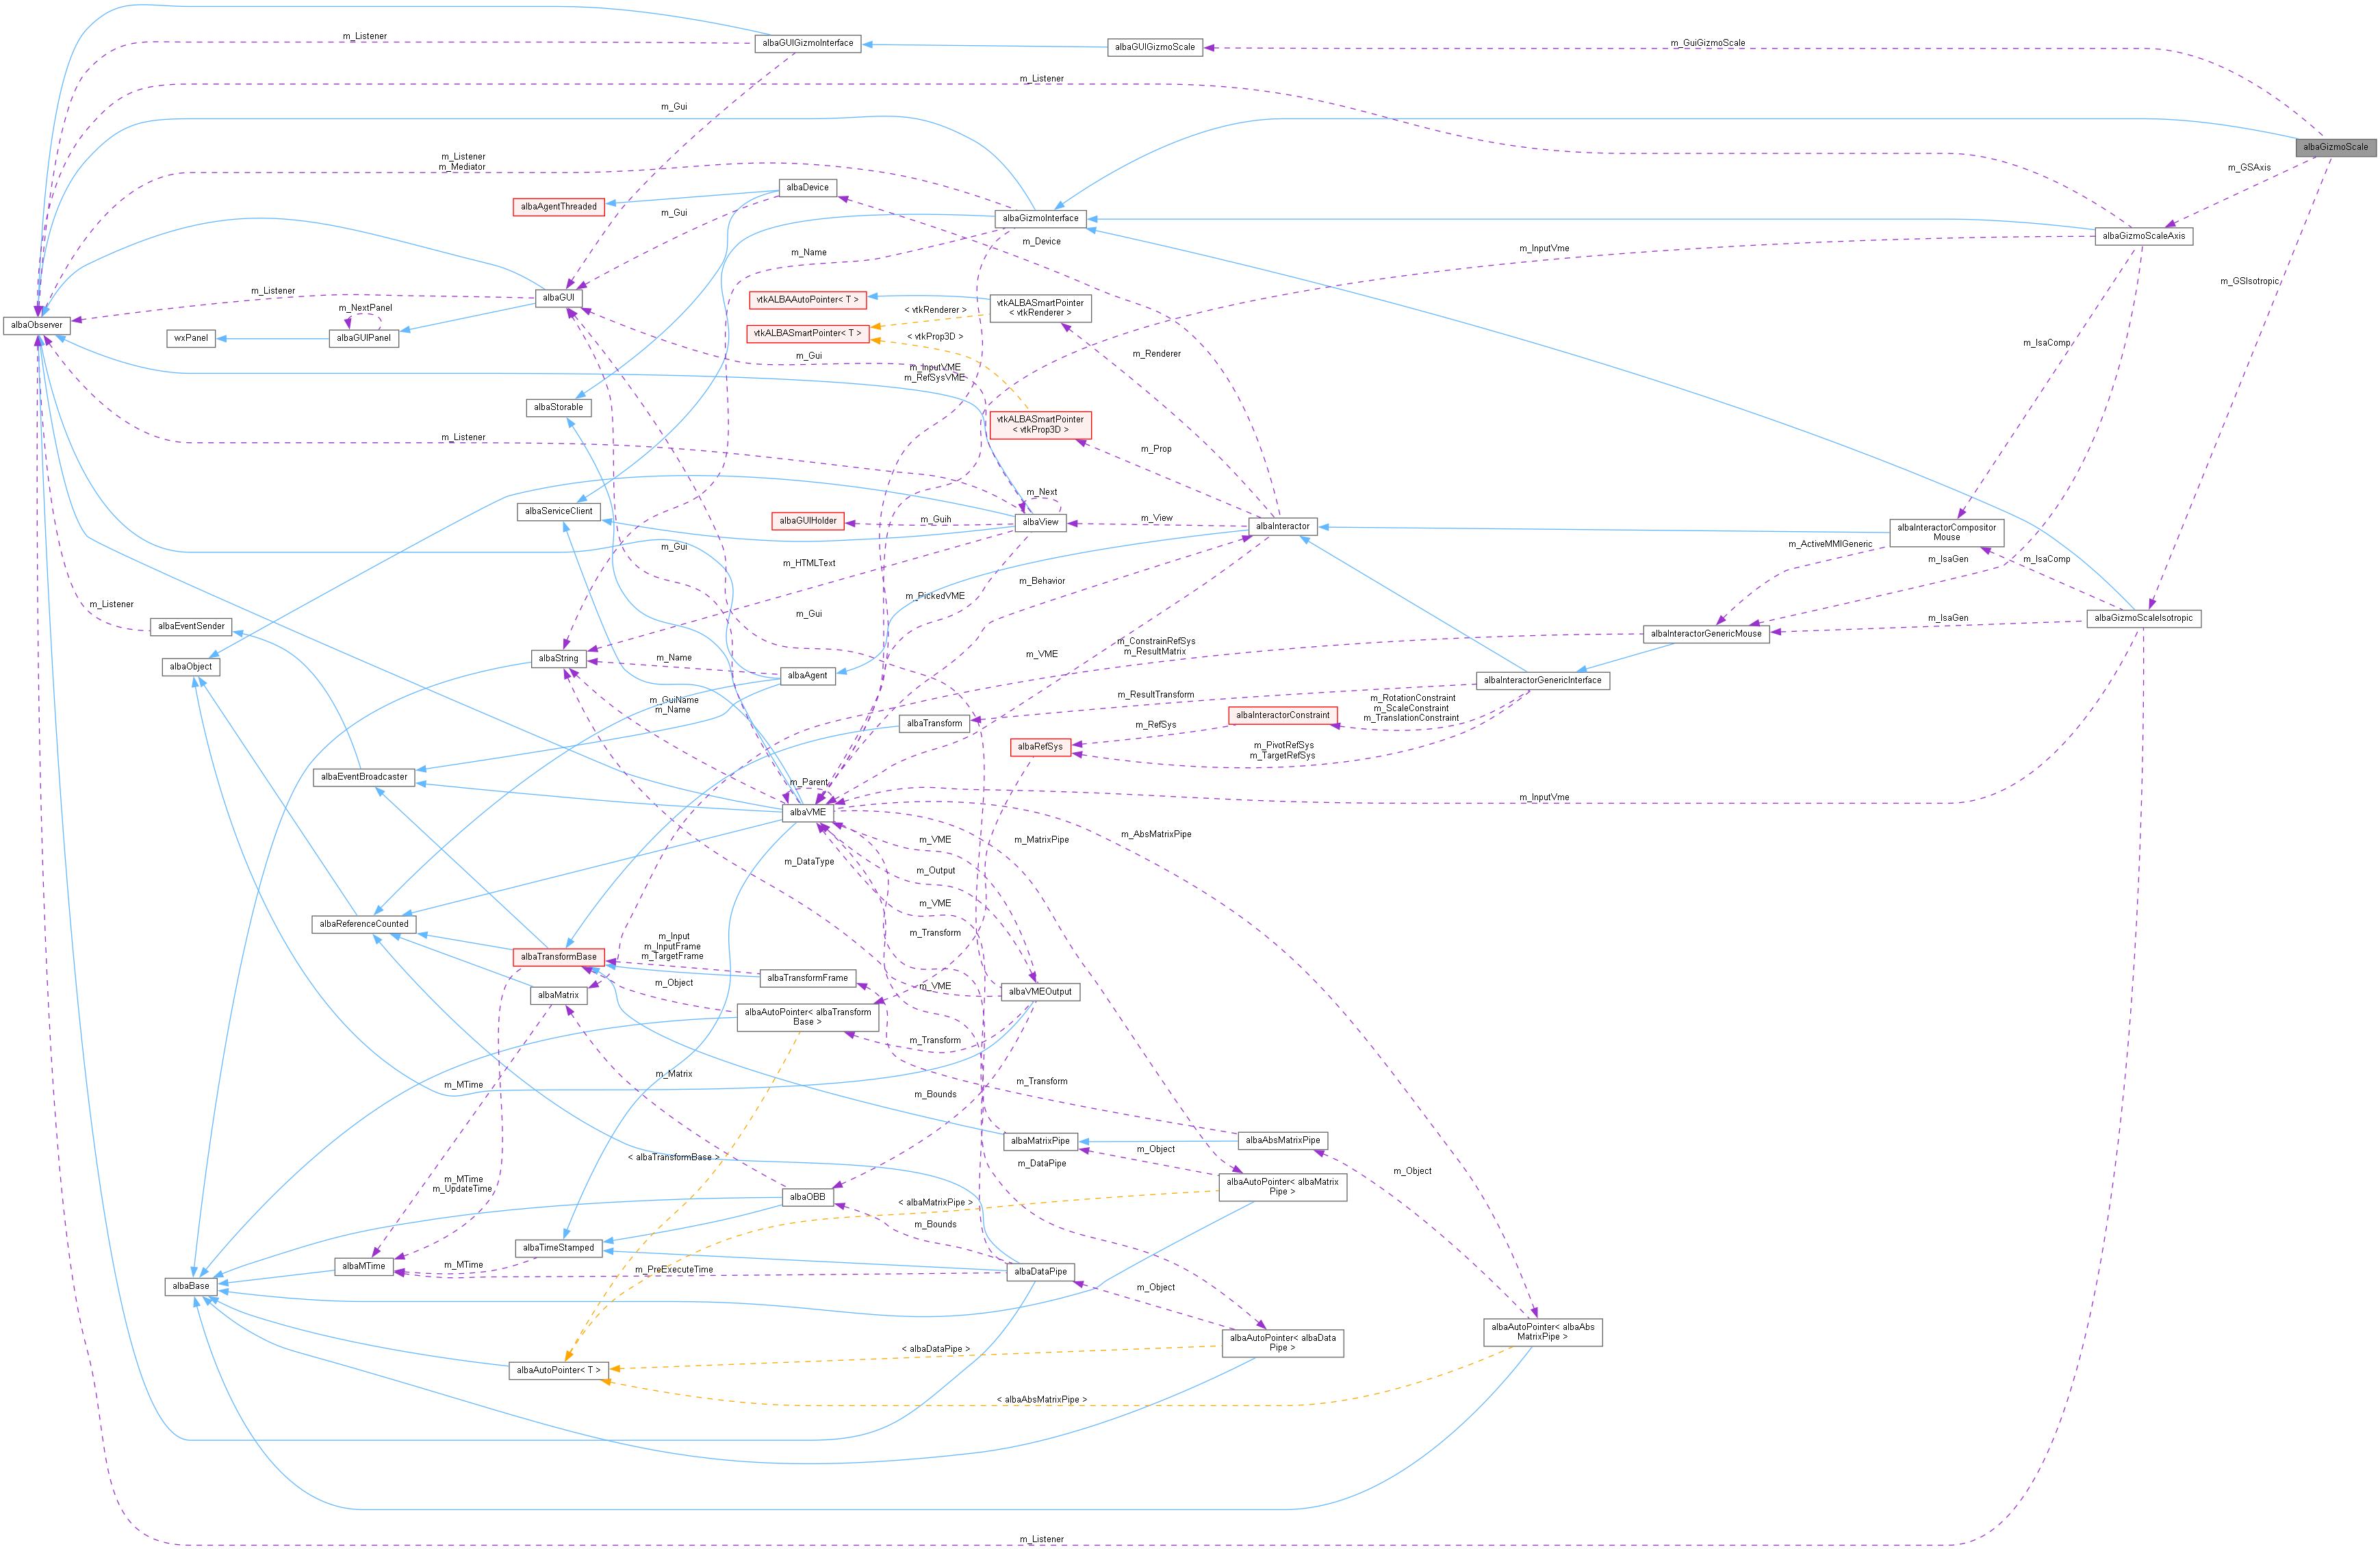 m_Listener
albaGUIGizmoInterface
albaGUIGizmoScale
m_GuiGizmoScale
m_Listener
m_Gui
albaGizmoScale
m_Listener
m_Mediator
m_GSAxis
albaDevice
albaAgentThreaded
m_Gui
albaGizmoInterface
albaGizmoScaleAxis
m_Device
m_Name
m_InputVme
m_GSIsotropic
m_Listener
albaGUI
vtkALBAAutoPointer< T >
vtkALBASmartPointer
< vtkRenderer >
m_NextPanel
< vtkRenderer >
albaObserver
wxPanel
albaGUIPanel
vtkALBASmartPointer< T >
< vtkProp3D >
m_IsaComp
m_Gui
m_Renderer
m_InputVME
m_RefSysVME
albaStorable
vtkALBASmartPointer
< vtkProp3D >
m_Listener
m_Prop
m_Next
albaServiceClient
albaGUIHolder
m_Guih
albaView
m_View
albaInteractor
albaInteractorCompositor
Mouse
m_Gui
m_ActiveMMIGeneric
m_HTMLText
m_IsaGen
m_IsaComp
m_Behavior
m_PickedVME
m_Listener
m_Gui
albaEventSender
albaGizmoScaleIsotropic
m_IsaGen
albaInteractorGenericMouse
m_ConstrainRefSys
m_ResultMatrix
m_VME
albaObject
albaString
m_Name
albaAgent
albaInteractorGenericInterface
m_ResultTransform
m_RotationConstraint
m_ScaleConstraint
m_TranslationConstraint
m_GuiName
m_Name
albaTransform
albaInteractorConstraint
m_RefSys
albaRefSys
m_PivotRefSys
m_TargetRefSys
albaEventBroadcaster
m_Parent
m_InputVme
albaVME
m_AbsMatrixPipe
m_VME
m_MatrixPipe
m_DataType
m_Output
m_VME
albaReferenceCounted
m_Transform
m_Input
m_InputFrame
m_TargetFrame
albaTransformBase
albaTransformFrame
m_Object
m_VME
albaVMEOutput
albaMatrix
albaAutoPointer< albaTransform
Base >
m_Transform
m_MTime
m_Matrix
m_Transform
m_Bounds
albaMatrixPipe
albaAbsMatrixPipe
m_Object
< albaTransformBase >
m_DataPipe
m_Object
m_MTime
m_UpdateTime
albaOBB
albaAutoPointer< albaMatrix
Pipe >
< albaMatrixPipe >
m_Bounds
albaTimeStamped
albaMTime
m_MTime
m_PreExecuteTime
albaDataPipe
albaBase
m_Object
albaAutoPointer< albaAbs
MatrixPipe >
albaAutoPointer< albaData
Pipe >
< albaDataPipe >
albaAutoPointer< T >
< albaAbsMatrixPipe >
m_Listener